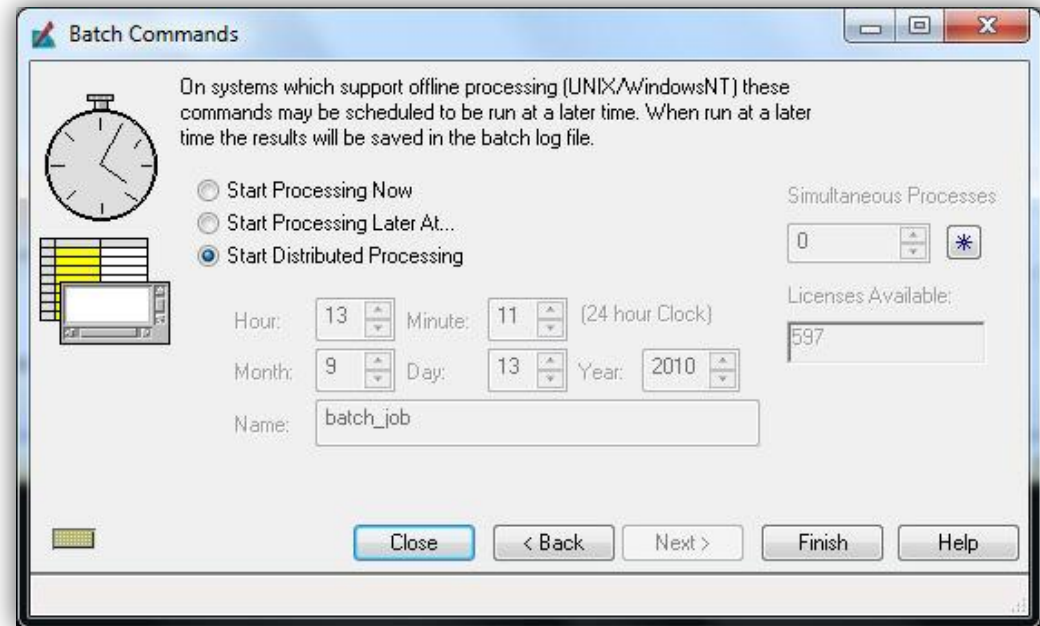 Batch Commands
On systems which support offline processing (UNIX/WindowsNT) these
commands may be scheduled to be run at a later time. When run at a later
time the results will be saved in the batch log file.
Start Processing Now
Start Processing Later At...
Start Distributed Processing
Simultaneous Processes
0
Licenses Available:
597
Hour: 13 Minute: 11 (24 hour Clock)
Month: 9 Day: 13 Year: 2010
Name: batch_job
Close < Back Next > Finish Help